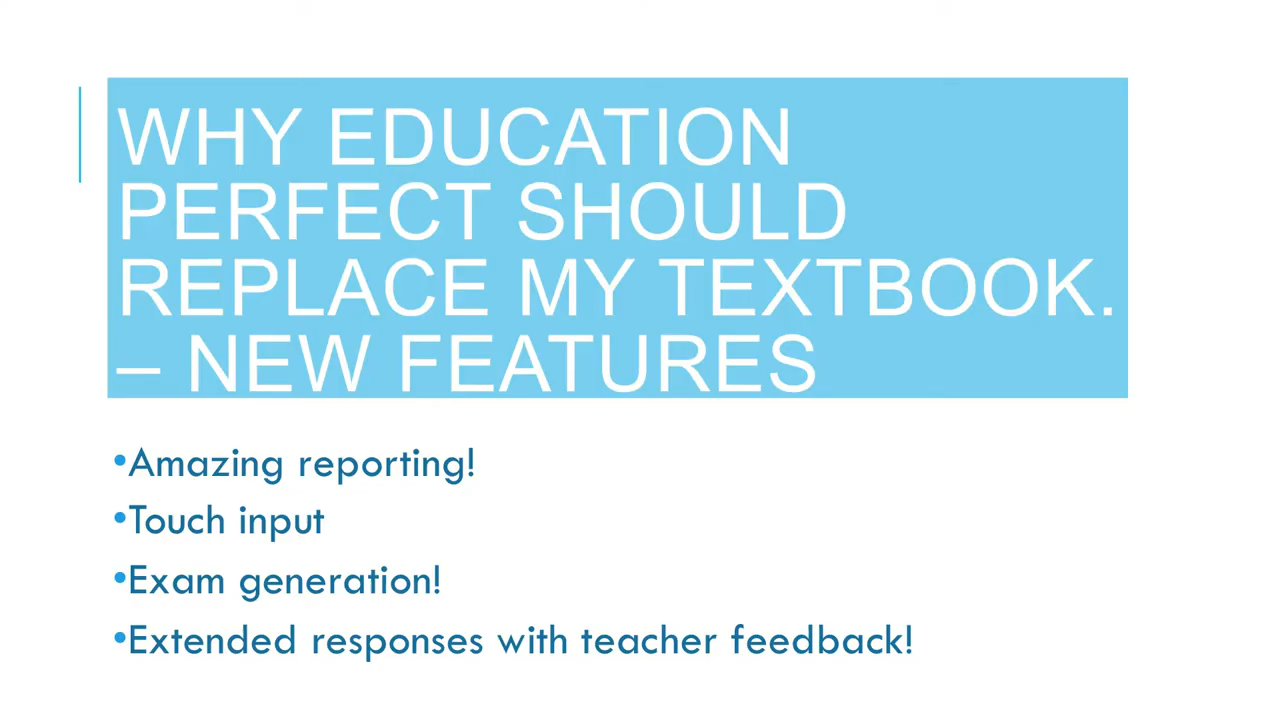 WHY EDUCATION
PERFECT SHOULD
REPLACE MY TEXTBOOK.
– NEW FEATURES
•Amazing reporting!
•Touch input
•Exam generation!
•Extended responses with teacher feedback!